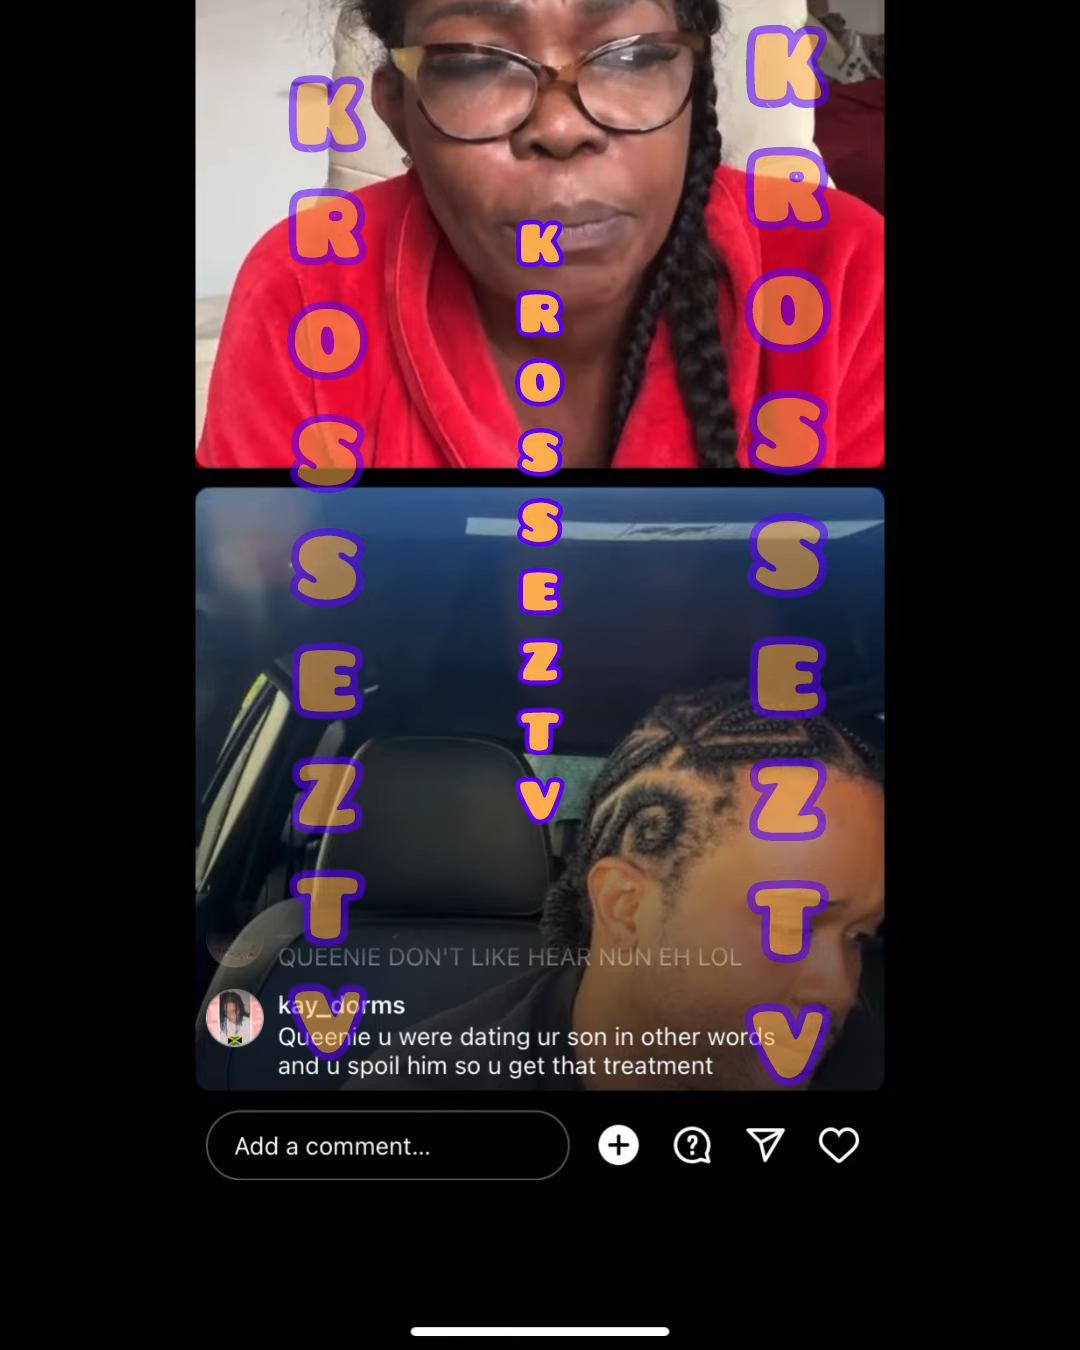 KROSSEZTV
KROSSEZTV
KROSSEZTV
QUEENIE DON'T LIKE HEAR NUN EH LOL
kay_dorms
Queenie u were dating ur son in other words
and u spoil him so u get that treatment
Add a comment...